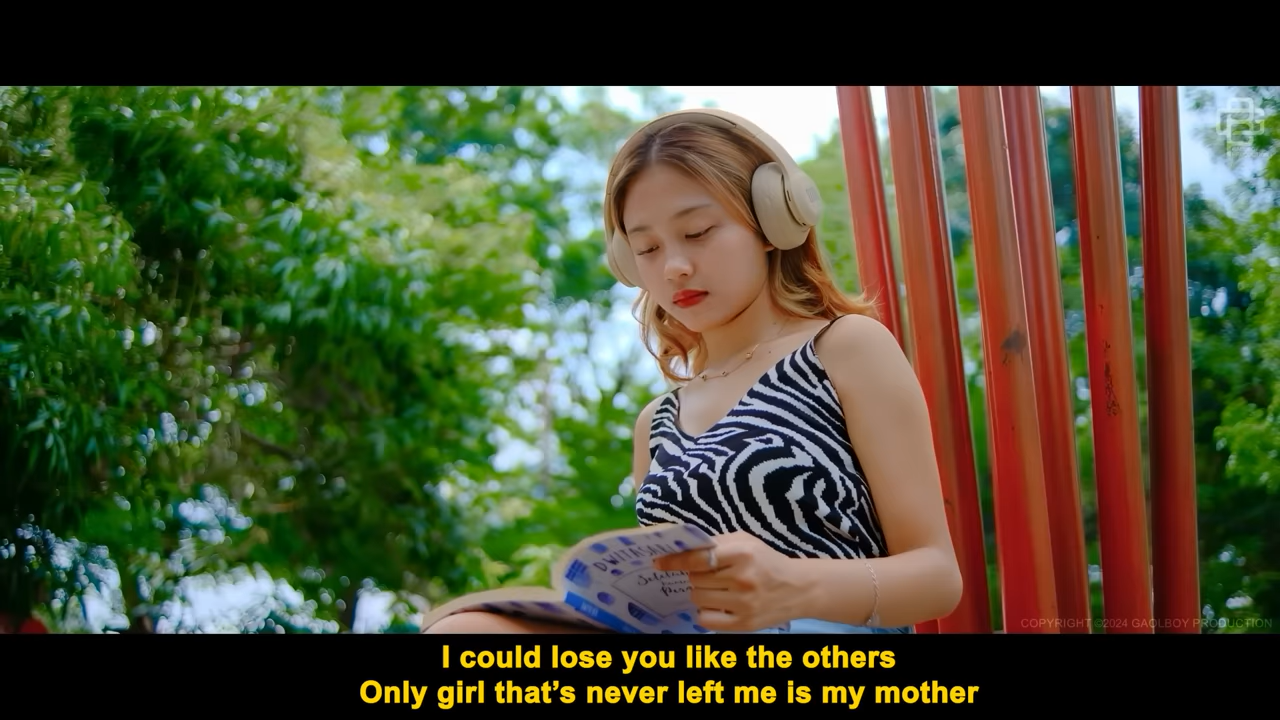 DWITASARI
COPYRIGHT ©2024 GAOLBOY PRODUCTION
I could lose you like the others
Only girl that’s never left me is my mother